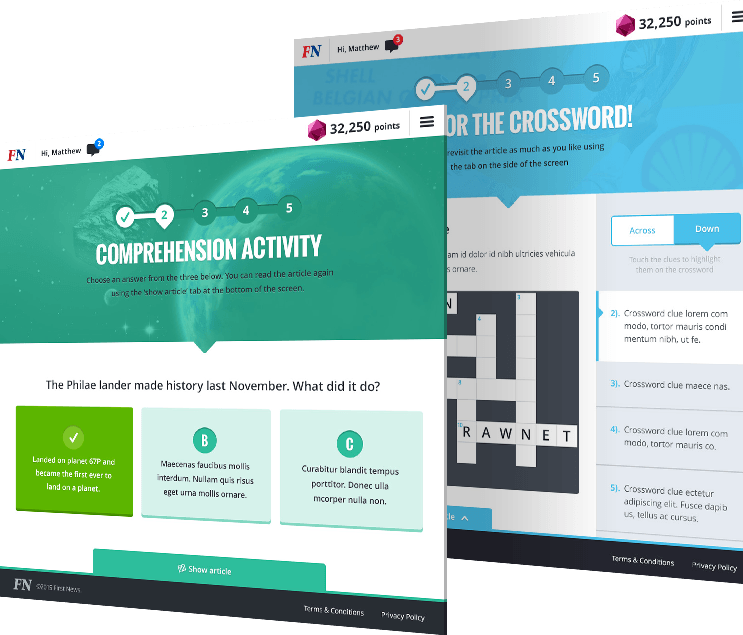 FN
Hi, Matthew
2
32,250 points
2
3
4
5
COMPREHENSION ACTIVITY
Choose an answer from the three below. You can read the article again
using the 'show article' tab at the bottom of the screen.
The Philae lander made history last November. What did it do?
Landed on planet 67P and
became the first ever to
land on a planet.
B
Maecenas faucibus mollis
interdum. Nullam quis risus
eget urna mollis ornare.
C
Curabitur blandit tempus
porttitor. Donec ulla
mcorper nulla non.
Show article
FN
©2015 First News
Terms & Conditions
Privacy Policy
FN
Hi, Matthew
3
32,250 points
SHELL
BELGIAN
2
3
4
5
OR THE CROSSWORD!
revisit the article as much as you like using
the tab on the side of the screen
am id dolor id nibh ultricies vehicula
s ornare.
N
3
4
4
R A W N E T
Across
Down
Touch the clues to highlight
them on the crossword
2). Crossword clue lorem com
modo, tortor mauris condi
mentum nibh, ut fe.
3). Crossword clue maece nas.
4). Crossword clue lorem com
modo, tortor mauris co.
5). Crossword clue ectetur
adipiscing elit. Fusce dapib
us, tellus ac cursus.
cle
Terms & Conditions
Privacy Policy